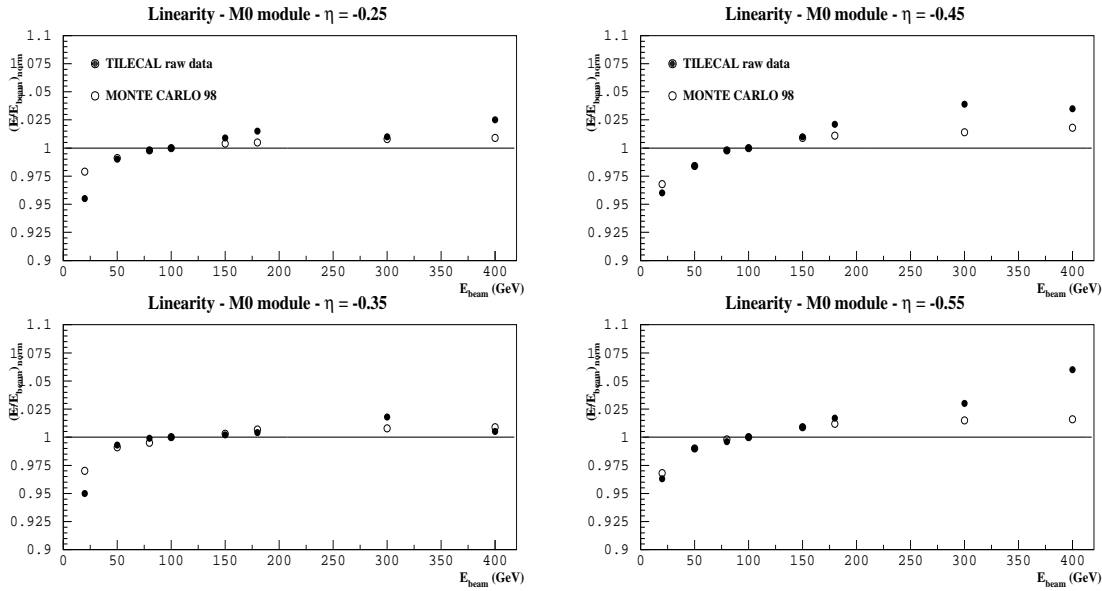 Linearity - M0 module - η = -0.25
(E/E_beam)_norm
1.1
1.075
1.05
1.025
1
0.975
0.95
0.925
0.9
TILECAL raw data
MONTE CARLO 98
0 50 100 150 200 250 300 350 400
E_beam (GeV)
Linearity - M0 module - η = -0.45
(E/E_beam)_norm
1.1
1.075
1.05
1.025
1
0.975
0.95
0.925
0.9
TILECAL raw data
MONTE CARLO 98
0 50 100 150 200 250 300 350 400
E_beam (GeV)
Linearity - M0 module - η = -0.35
(E/E_beam)_norm
1.1
1.075
1.05
1.025
1
0.975
0.95
0.925
0.9
0 50 100 150 200 250 300 350 400
E_beam (GeV)
Linearity - M0 module - η = -0.55
(E/E_beam)_norm
1.1
1.075
1.05
1.025
1
0.975
0.95
0.925
0.9
0 50 100 150 200 250 300 350 400
E_beam (GeV)